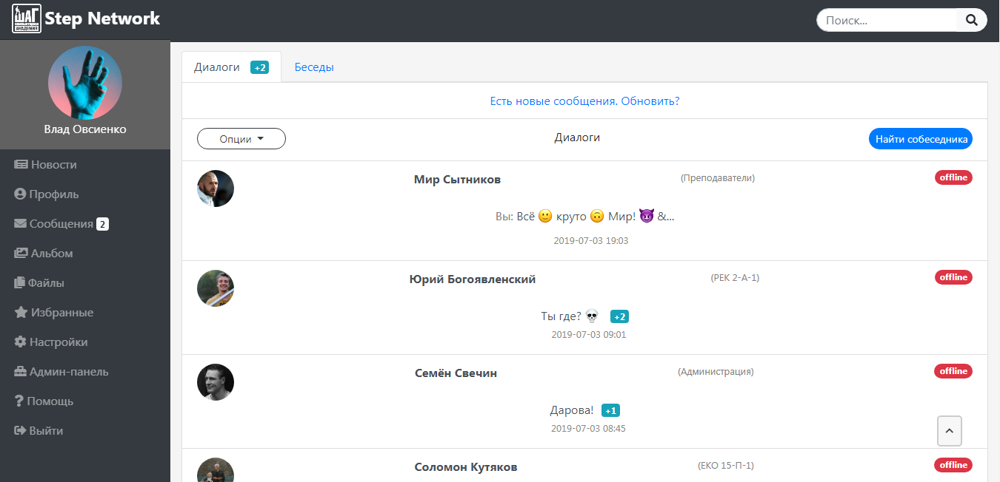 ШАГ
КОМПЬЮТЕРНАЯ
АКАДЕМИЯ
Step Network
Поиск...
Влад Овсиенко
Новости
Профиль
Сообщения 2
Альбом
Файлы
Избранные
Настройки
Админ-панель
Помощь
Выйти
Диалоги +2 Беседы
Есть новые сообщения. Обновить?
Опции Диалоги Найти собеседника
Мир Сытников (Преподаватели) offline
Вы: Всё 🙂 круто 🙃 Мир! 😈 &...
2019-07-03 19:03
Юрий Богоявленский (РЕК 2-А-1) offline
Ты где? 💀 +2
2019-07-03 09:01
Семён Свечин (Администрация) offline
Дарова! +1
2019-07-03 08:45
Соломон Кутяков (ЕКО 15-П-1) offline